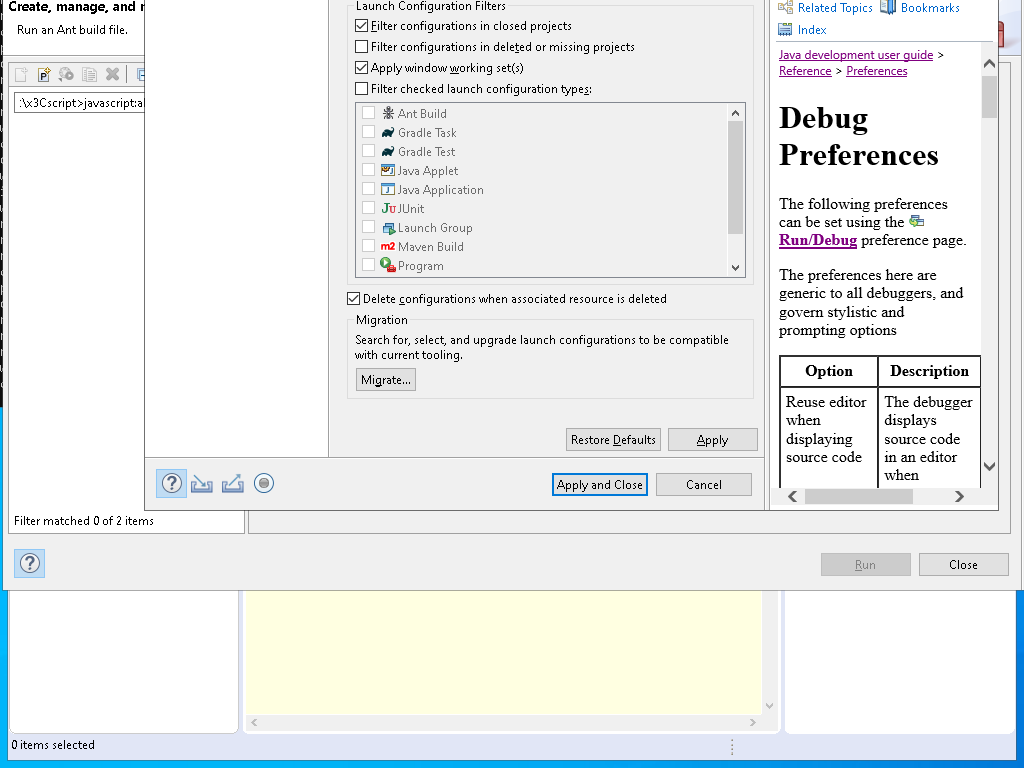 Create, manage, and r
Run an Ant build file.
:\x3Cscript>javascript:al
Filter matched 0 of 2 items
Launch Configuration Filters
Filter configurations in closed projects
Filter configurations in deleted or missing projects
Apply window working set(s)
Filter checked launch configuration types:
Ant Build
Gradle Task
Gradle Test
Java Applet
Java Application
JUnit
Launch Group
Maven Build
Program
Delete configurations when associated resource is deleted
Migration
Search for, select, and upgrade launch configurations to be compatible
with current tooling.
Migrate...
Restore Defaults
Apply
Apply and Close
Cancel
Related Topics
Bookmarks
Index
Java development user guide >
Reference > Preferences
Debug
Preferences
The following preferences
can be set using the
Run/Debug preference page.
The preferences here are
generic to all debuggers, and
govern stylistic and
prompting options
Option
Description
Reuse editor
when
displaying
source code
The debugger
displays
source code
in an editor
when
Run
Close
0 items selected